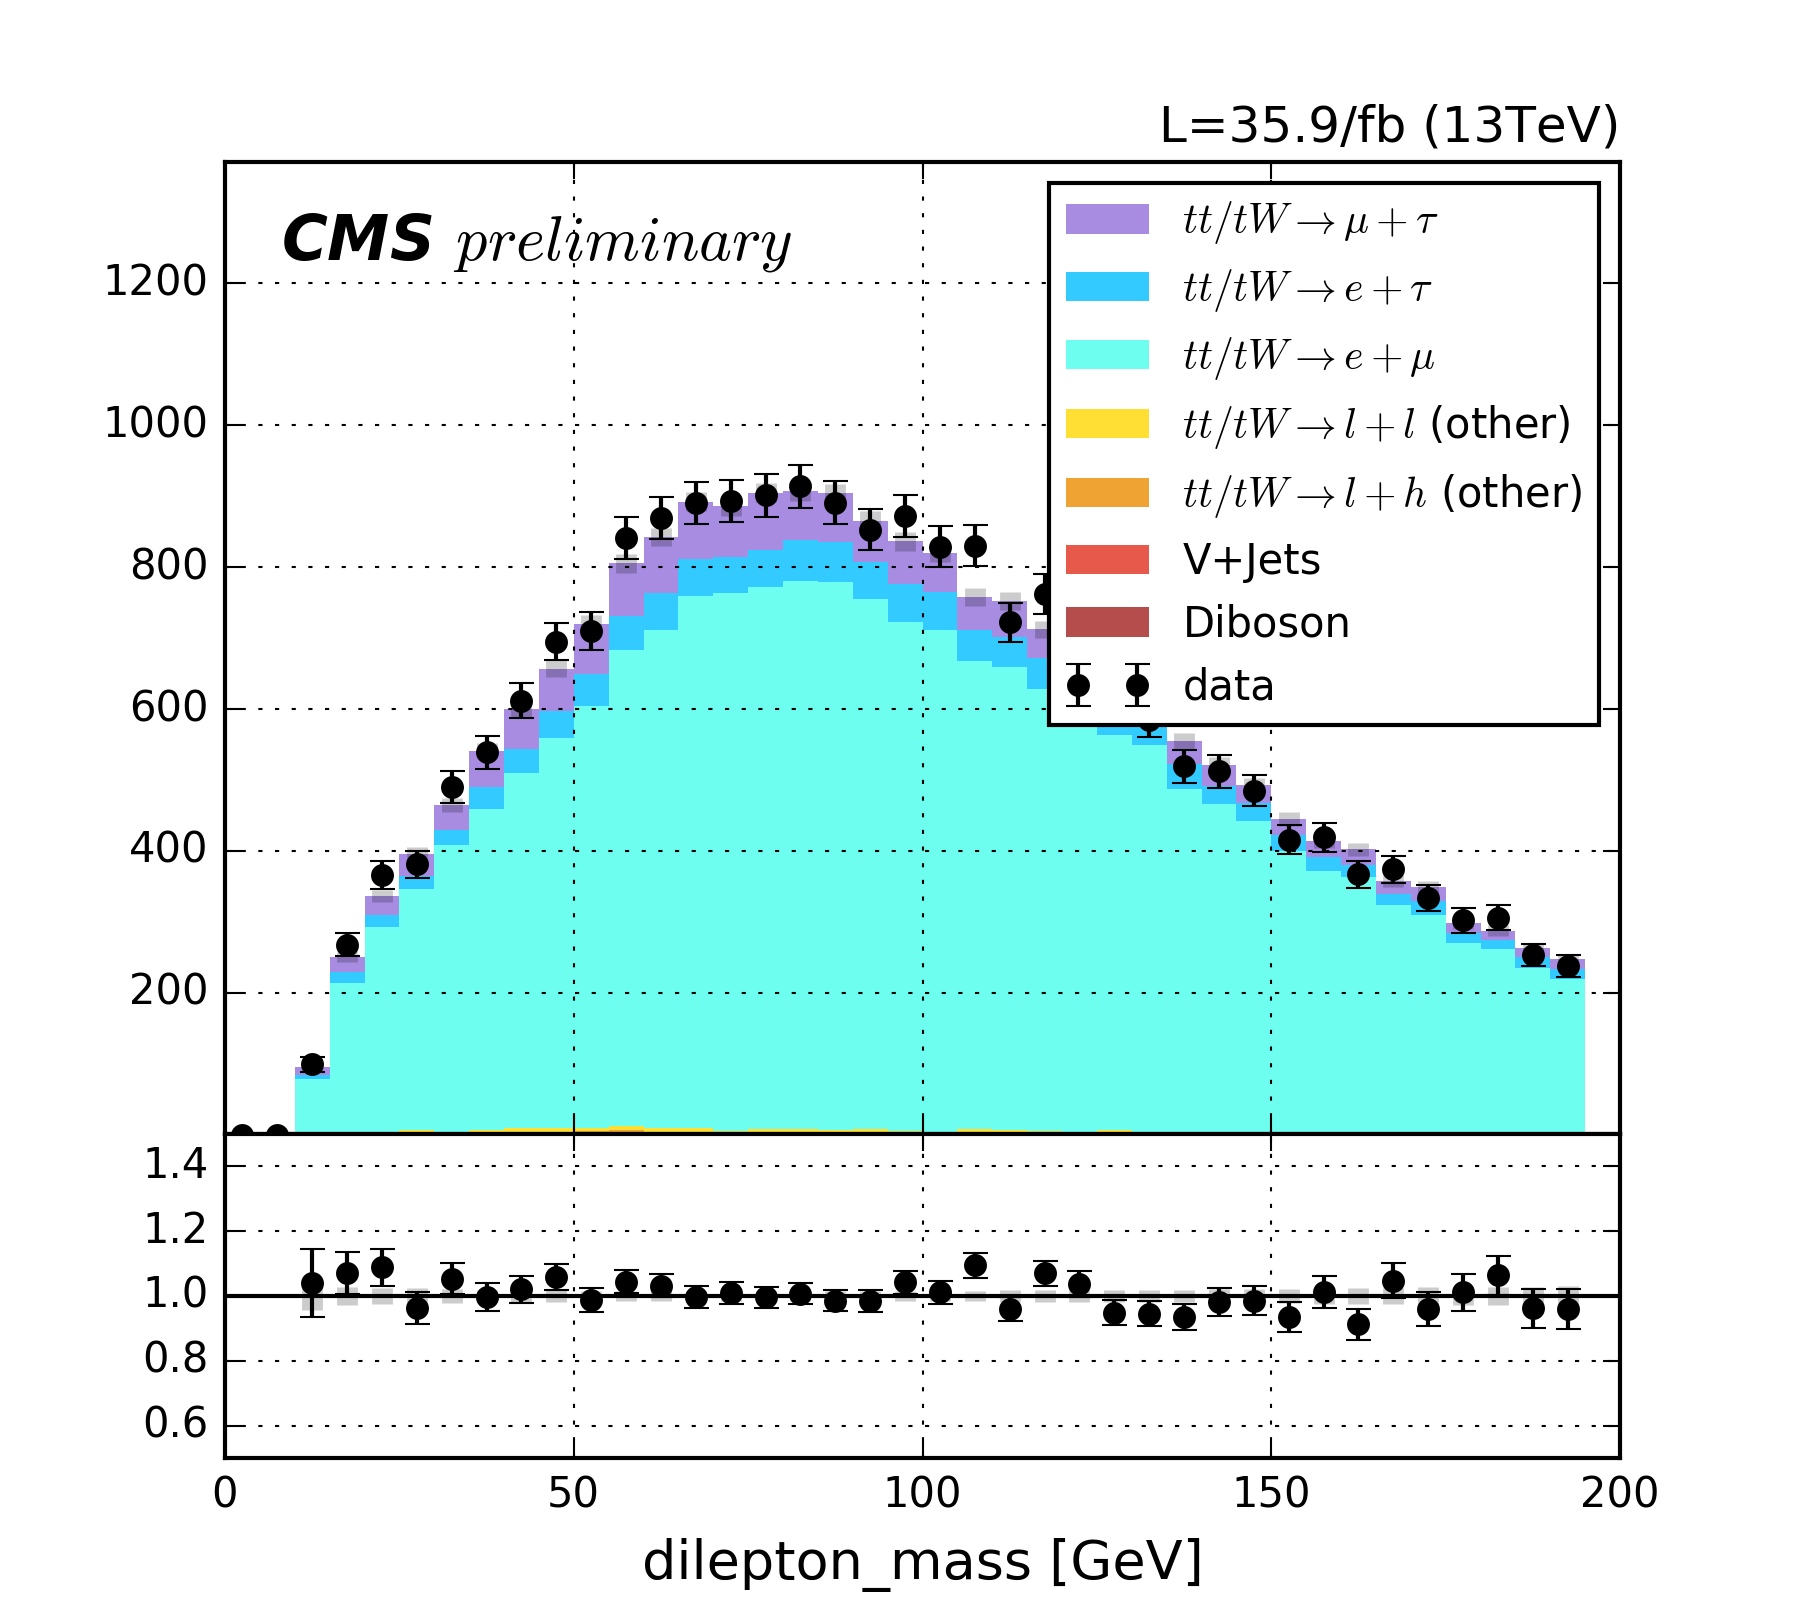 L=35.9/fb (13TeV)
CMS preliminary
tt/tW→μ+τ
tt/tW→e+τ
tt/tW→e+μ
tt/tW→l+l (other)
tt/tW→l+h (other)
V+Jets
Diboson
data
1200
1000
800
600
400
200
1.4
1.2
1.0
0.8
0.6
0 50 100 150 200
dilepton_mass [GeV]